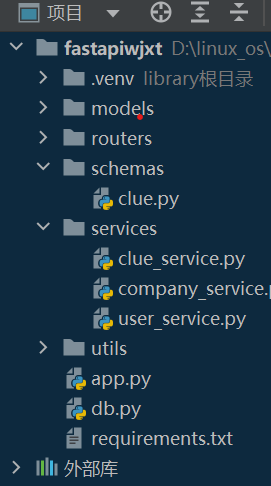 项目
fastapiwjxt D:\linux_os\
.venv library根目录
models
routers
schemas
clue.py
services
clue_service.py
company_service.p
user_service.py
utils
app.py
db.py
requirements.txt
外部库